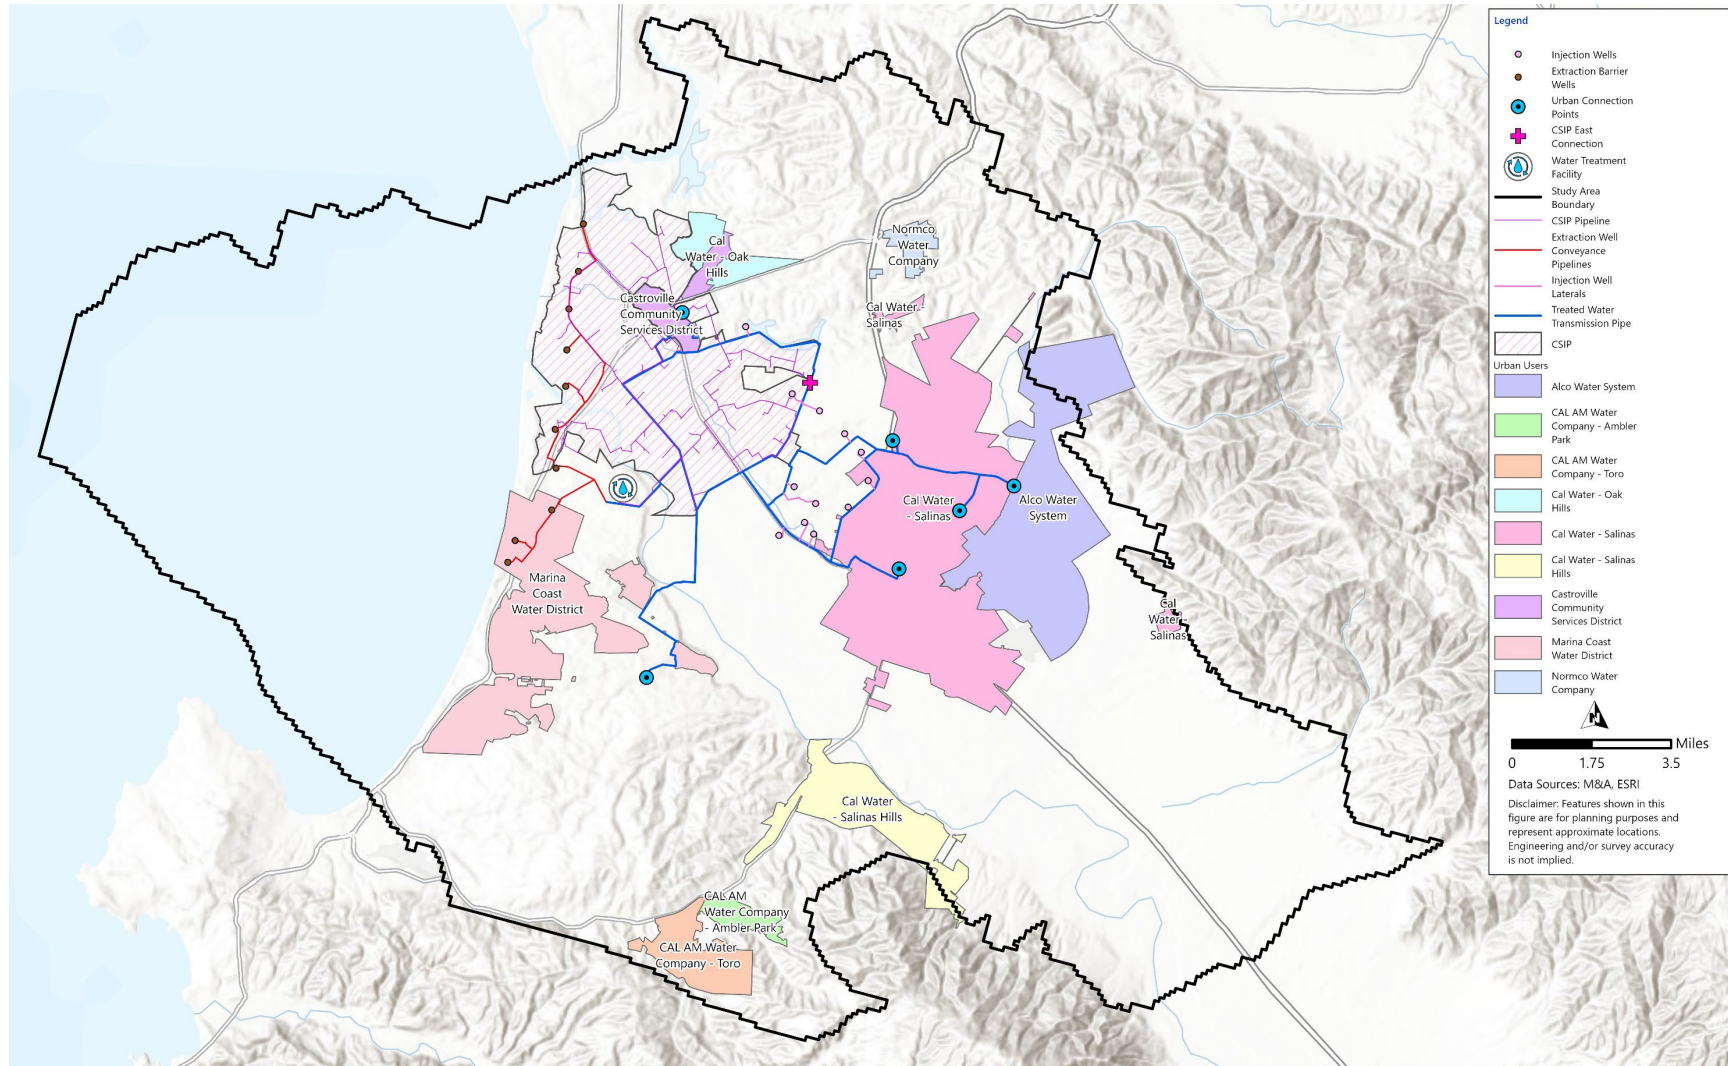 Cal
Water - Oak
Hills
Normco
Water
Company
Castroville
Community
Services District
Cal Water -
Salinas
Cal Water
- Salinas
Alco Water
System
Marina
Coast
Water District
Cal
Water -
Salinas
Cal Water
- Salinas Hills
CAL AM
Water Company
- Ambler Park
CAL AM Water
Company - Toro
Legend
Injection Wells
Extraction Barrier
Wells
Urban Connection
Points
CSIP East
Connection
Water Treatment
Facility
Study Area
Boundary
CSIP Pipeline
Extraction Well
Conveyance
Pipelines
Injection Well
Laterals
Treated Water
Transmission Pipe
CSIP
Urban Users
Alco Water System
CAL AM Water
Company - Ambler
Park
CAL AM Water
Company - Toro
Cal Water - Oak
Hills
Cal Water - Salinas
Cal Water - Salinas
Hills
Castroville
Community
Services District
Marina Coast
Water District
Normco Water
Company
N
Miles
0 1.75 3.5
Data Sources: M&A, ESRI
Disclaimer: Features shown in this
figure are for planning purposes and
represent approximate locations.
Engineering and/or survey accuracy
is not implied.